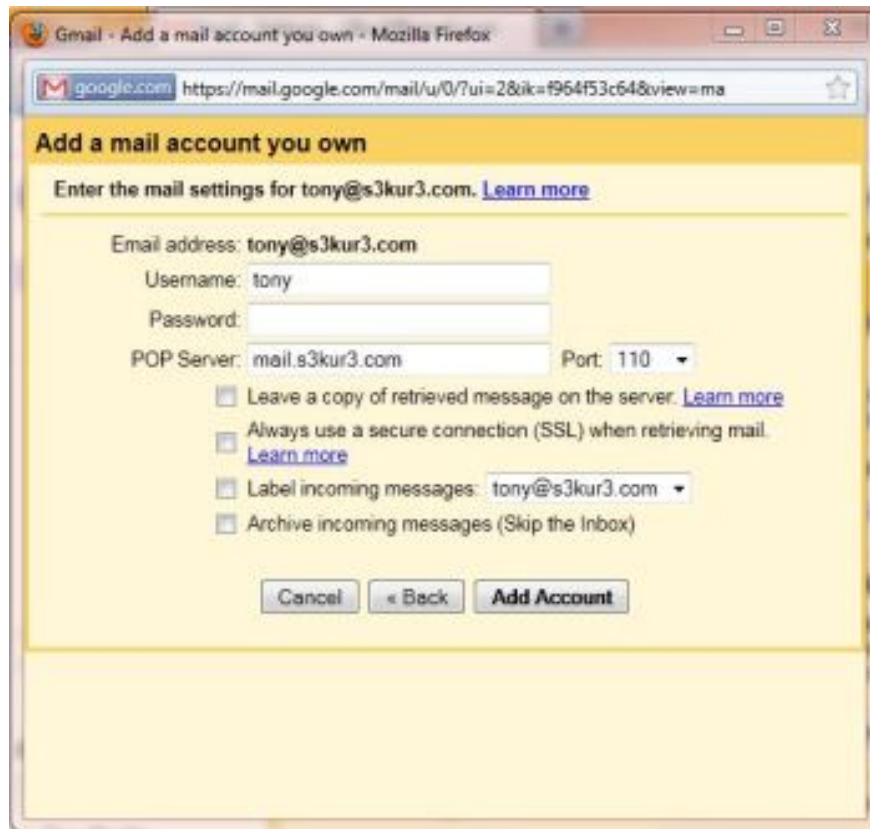 Gmail - Add a mail account you own - Mozilla Firefox
google.com https://mail.google.com/mail/u/0/?ui=2&ik=f964f53c64&view=ma
Add a mail account you own
Enter the mail settings for tony@s3kur3.com. Learn more
Email address: tony@s3kur3.com
Username: tony
Password:
POP Server: mail.s3kur3.com Port: 110
Leave a copy of retrieved message on the server. Learn more
Always use a secure connection (SSL) when retrieving mail.
Learn more
Label incoming messages: tony@s3kur3.com
Archive incoming messages (Skip the Inbox)
Cancel « Back Add Account